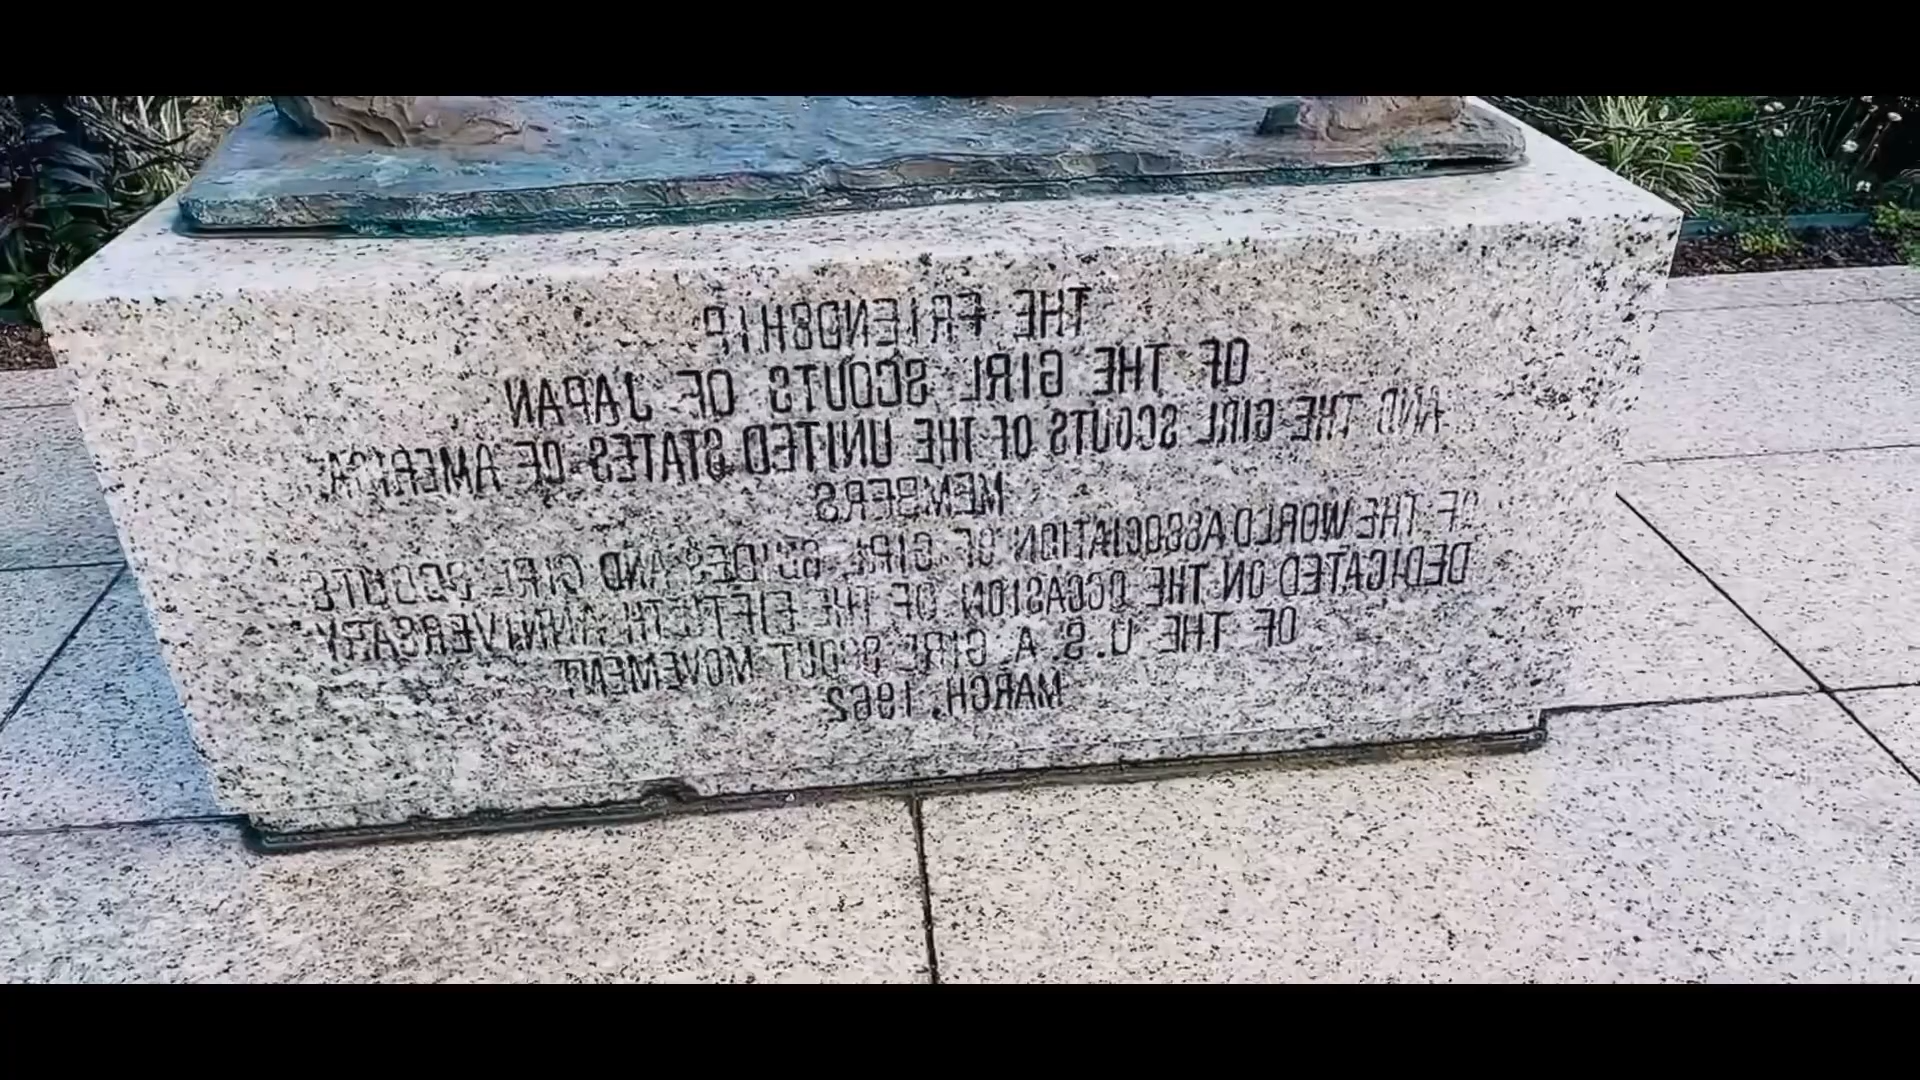 THE FRIENDSHIP
OF THE GIRL SCOUTS OF JAPAN
AND THE GIRL SCOUTS OF THE UNITED STATES OF AMERICA
MEMBERS
OF THE WORLD ASSOCIATION OF GIRL GUIDES AND GIRL SCOUTS
DEDICATED ON THE OCCASION OF THE FIFTIETH ANNIVERSARY
OF THE U.S.A GIRL SCOUT MOVEMENT
MARCH, 1962